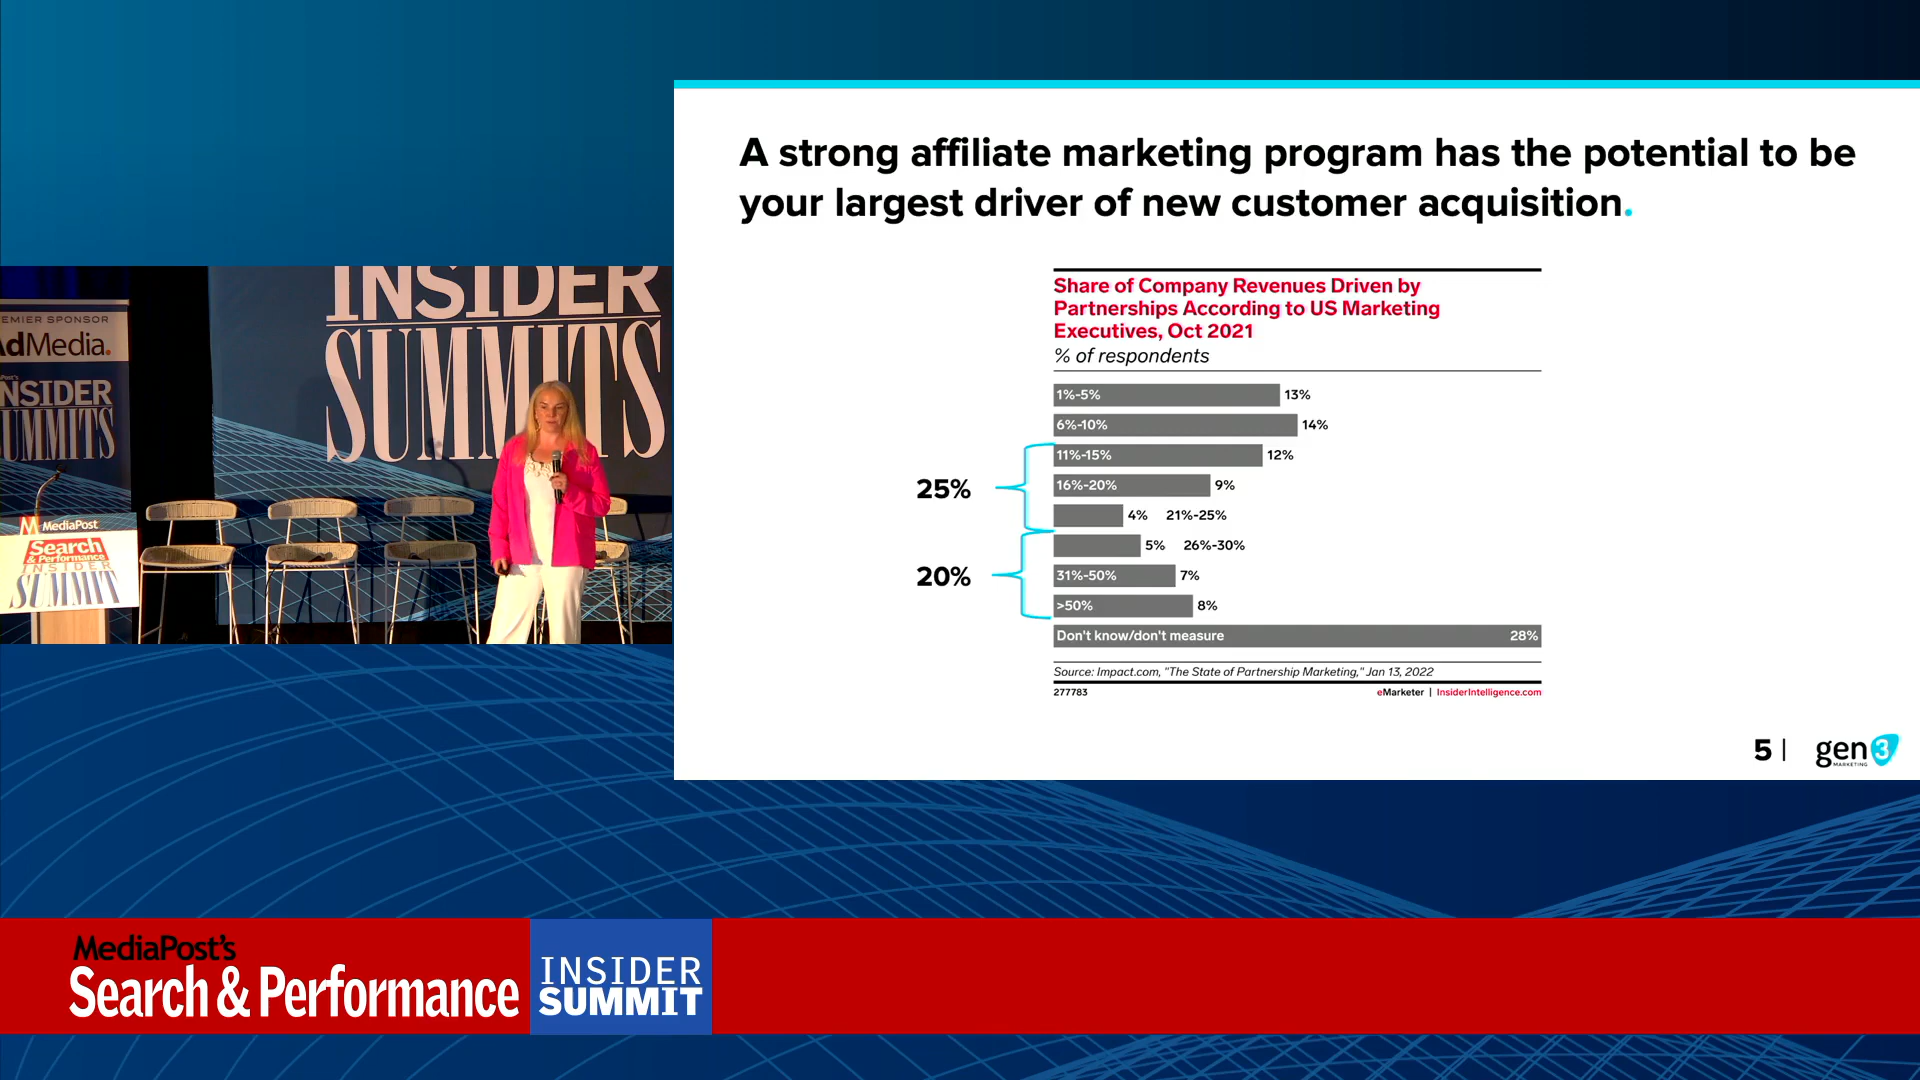 A strong affiliate marketing program has the potential to be
your largest driver of new customer acquisition.
Share of Company Revenues Driven by
Partnerships According to US Marketing
Executives, Oct 2021
% of respondents
1%-5% 13%
6%-10% 14%
11%-15% 12%
16%-20% 9%
4% 21%-25%
5% 26%-30%
31%-50% 7%
>50% 8%
Don't know/don't measure 28%
25%
20%
Source: Impact.com, "The State of Partnership Marketing," Jan 13, 2022
277783 eMarketer | InsiderIntelligence.com
5 | gen3
MARKETING
INSIDER
SUMMITS
EMIER SPONSOR
AdMedia.
NSIDER
UMMITS
MediaPost
Search
& Performance
INSIDER
SUMMIT
MediaPost's
Search & Performance
INSIDER
SUMMIT